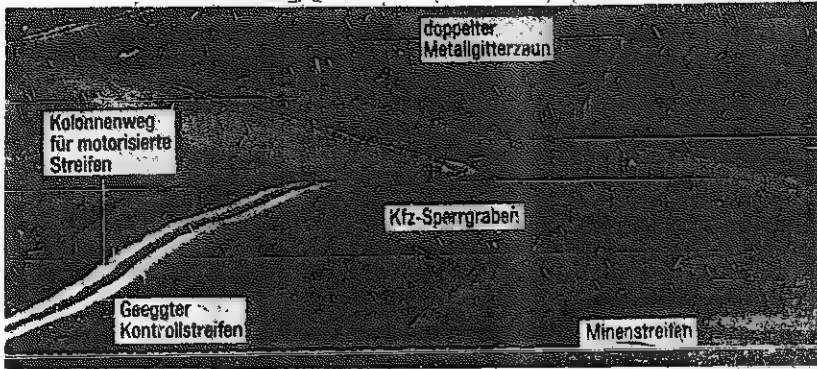 doppelter
Metallgitterzaun
Kolonnenweg
für motorisierte
Streifen
Kfz-Sperrgraben
Geeggter
Kontrollstreifen
Minenstreifen